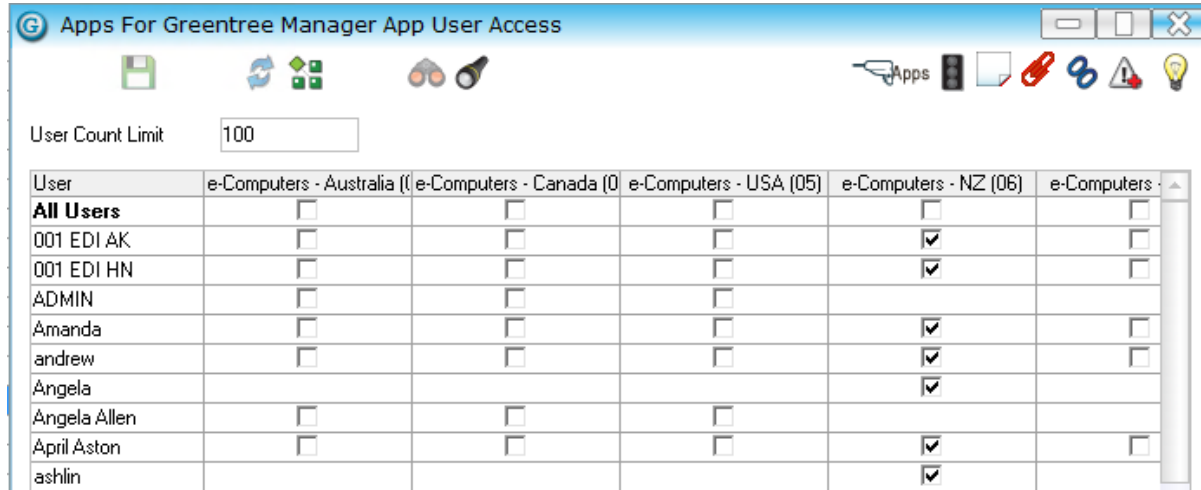 G Apps For Greentree Manager App User Access
Apps
User Count Limit 100
User e-Computers - Australia (( e-Computers - Canada (0 e-Computers - USA (05) e-Computers - NZ (06) e-Computers -
All Users
001 EDI AK
001 EDI HN
ADMIN
Amanda
andrew
Angela
Angela Allen
April Aston
ashlin